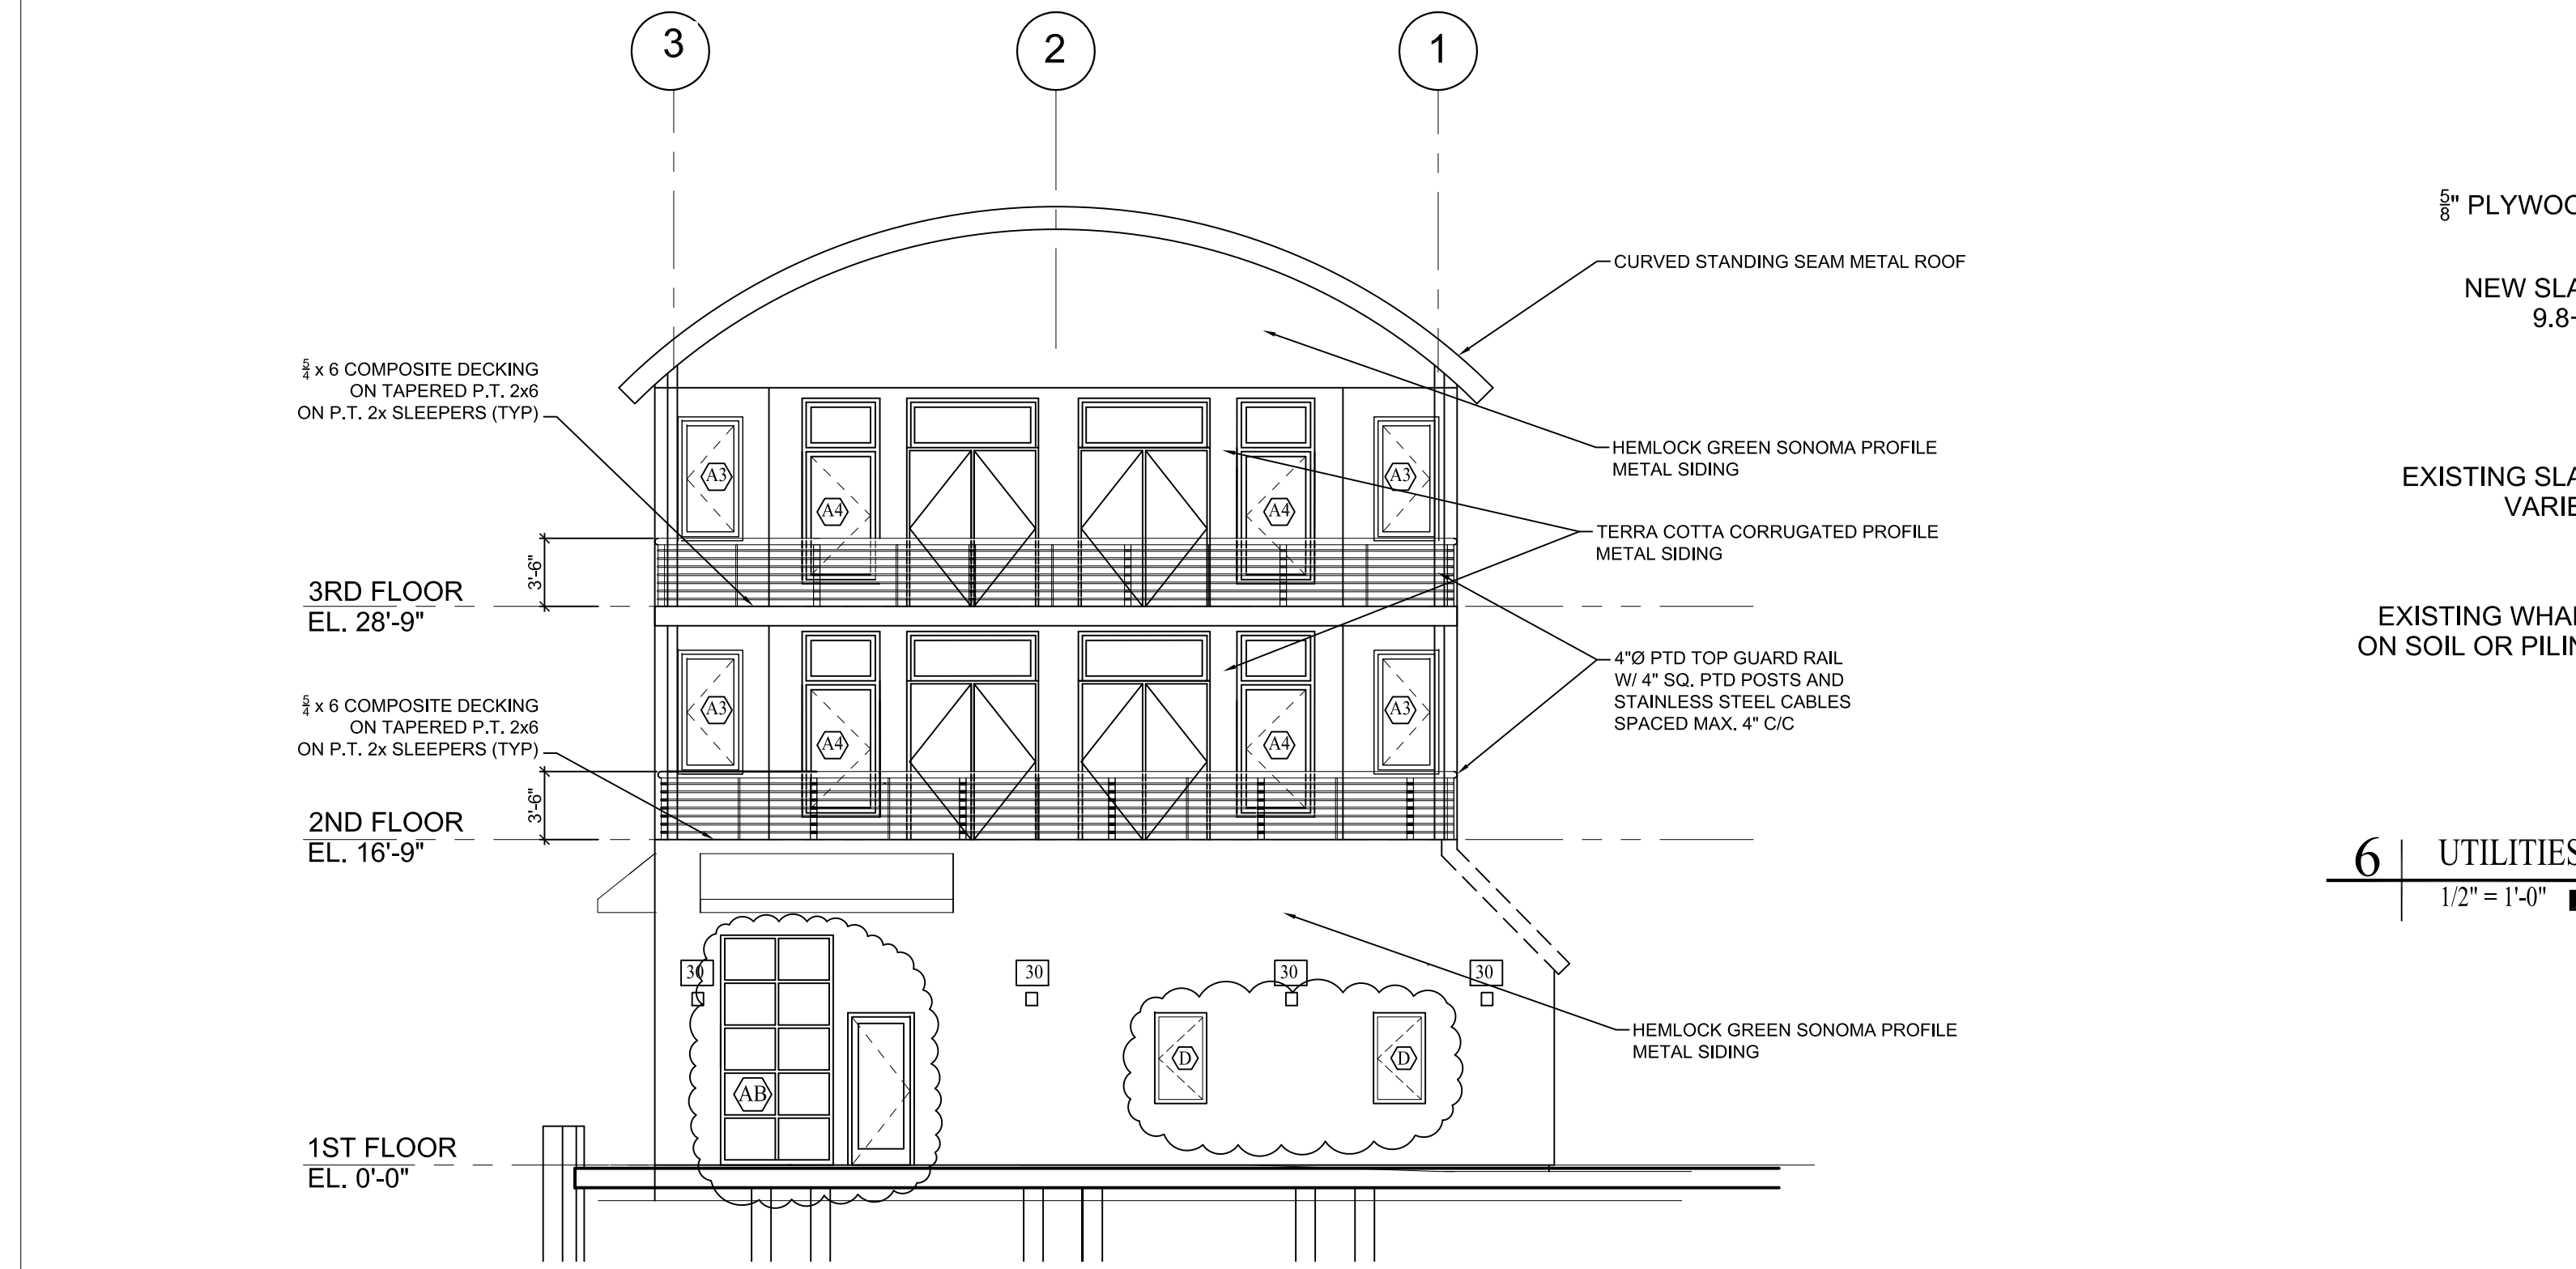 3
2
1
CURVED STANDING SEAM METAL ROOF
5/4 x 6 COMPOSITE DECKING
ON TAPERED P.T. 2x6
ON P.T. 2x SLEEPERS (TYP)
HEMLOCK GREEN SONOMA PROFILE
METAL SIDING
A3
A4
A4
A3
TERRA COTTA CORRUGATED PROFILE
METAL SIDING
3'-6"
3RD FLOOR
EL. 28'-9"
4"Ø PTD TOP GUARD RAIL
W/ 4" SQ. PTD POSTS AND
STAINLESS STEEL CABLES
SPACED MAX. 4" C/C
5/4 x 6 COMPOSITE DECKING
ON TAPERED P.T. 2x6
ON P.T. 2x SLEEPERS (TYP)
A3
A4
A4
A3
3'-6"
2ND FLOOR
EL. 16'-9"
30
30
30
30
HEMLOCK GREEN SONOMA PROFILE
METAL SIDING
D
D
AB
1ST FLOOR
EL. 0'-0"
5/8" PLYWOO
NEW SLA
9.8
EXISTING SLA
VARIE
EXISTING WHA
ON SOIL OR PILIN
6
UTILITIES
1/2" = 1'-0"